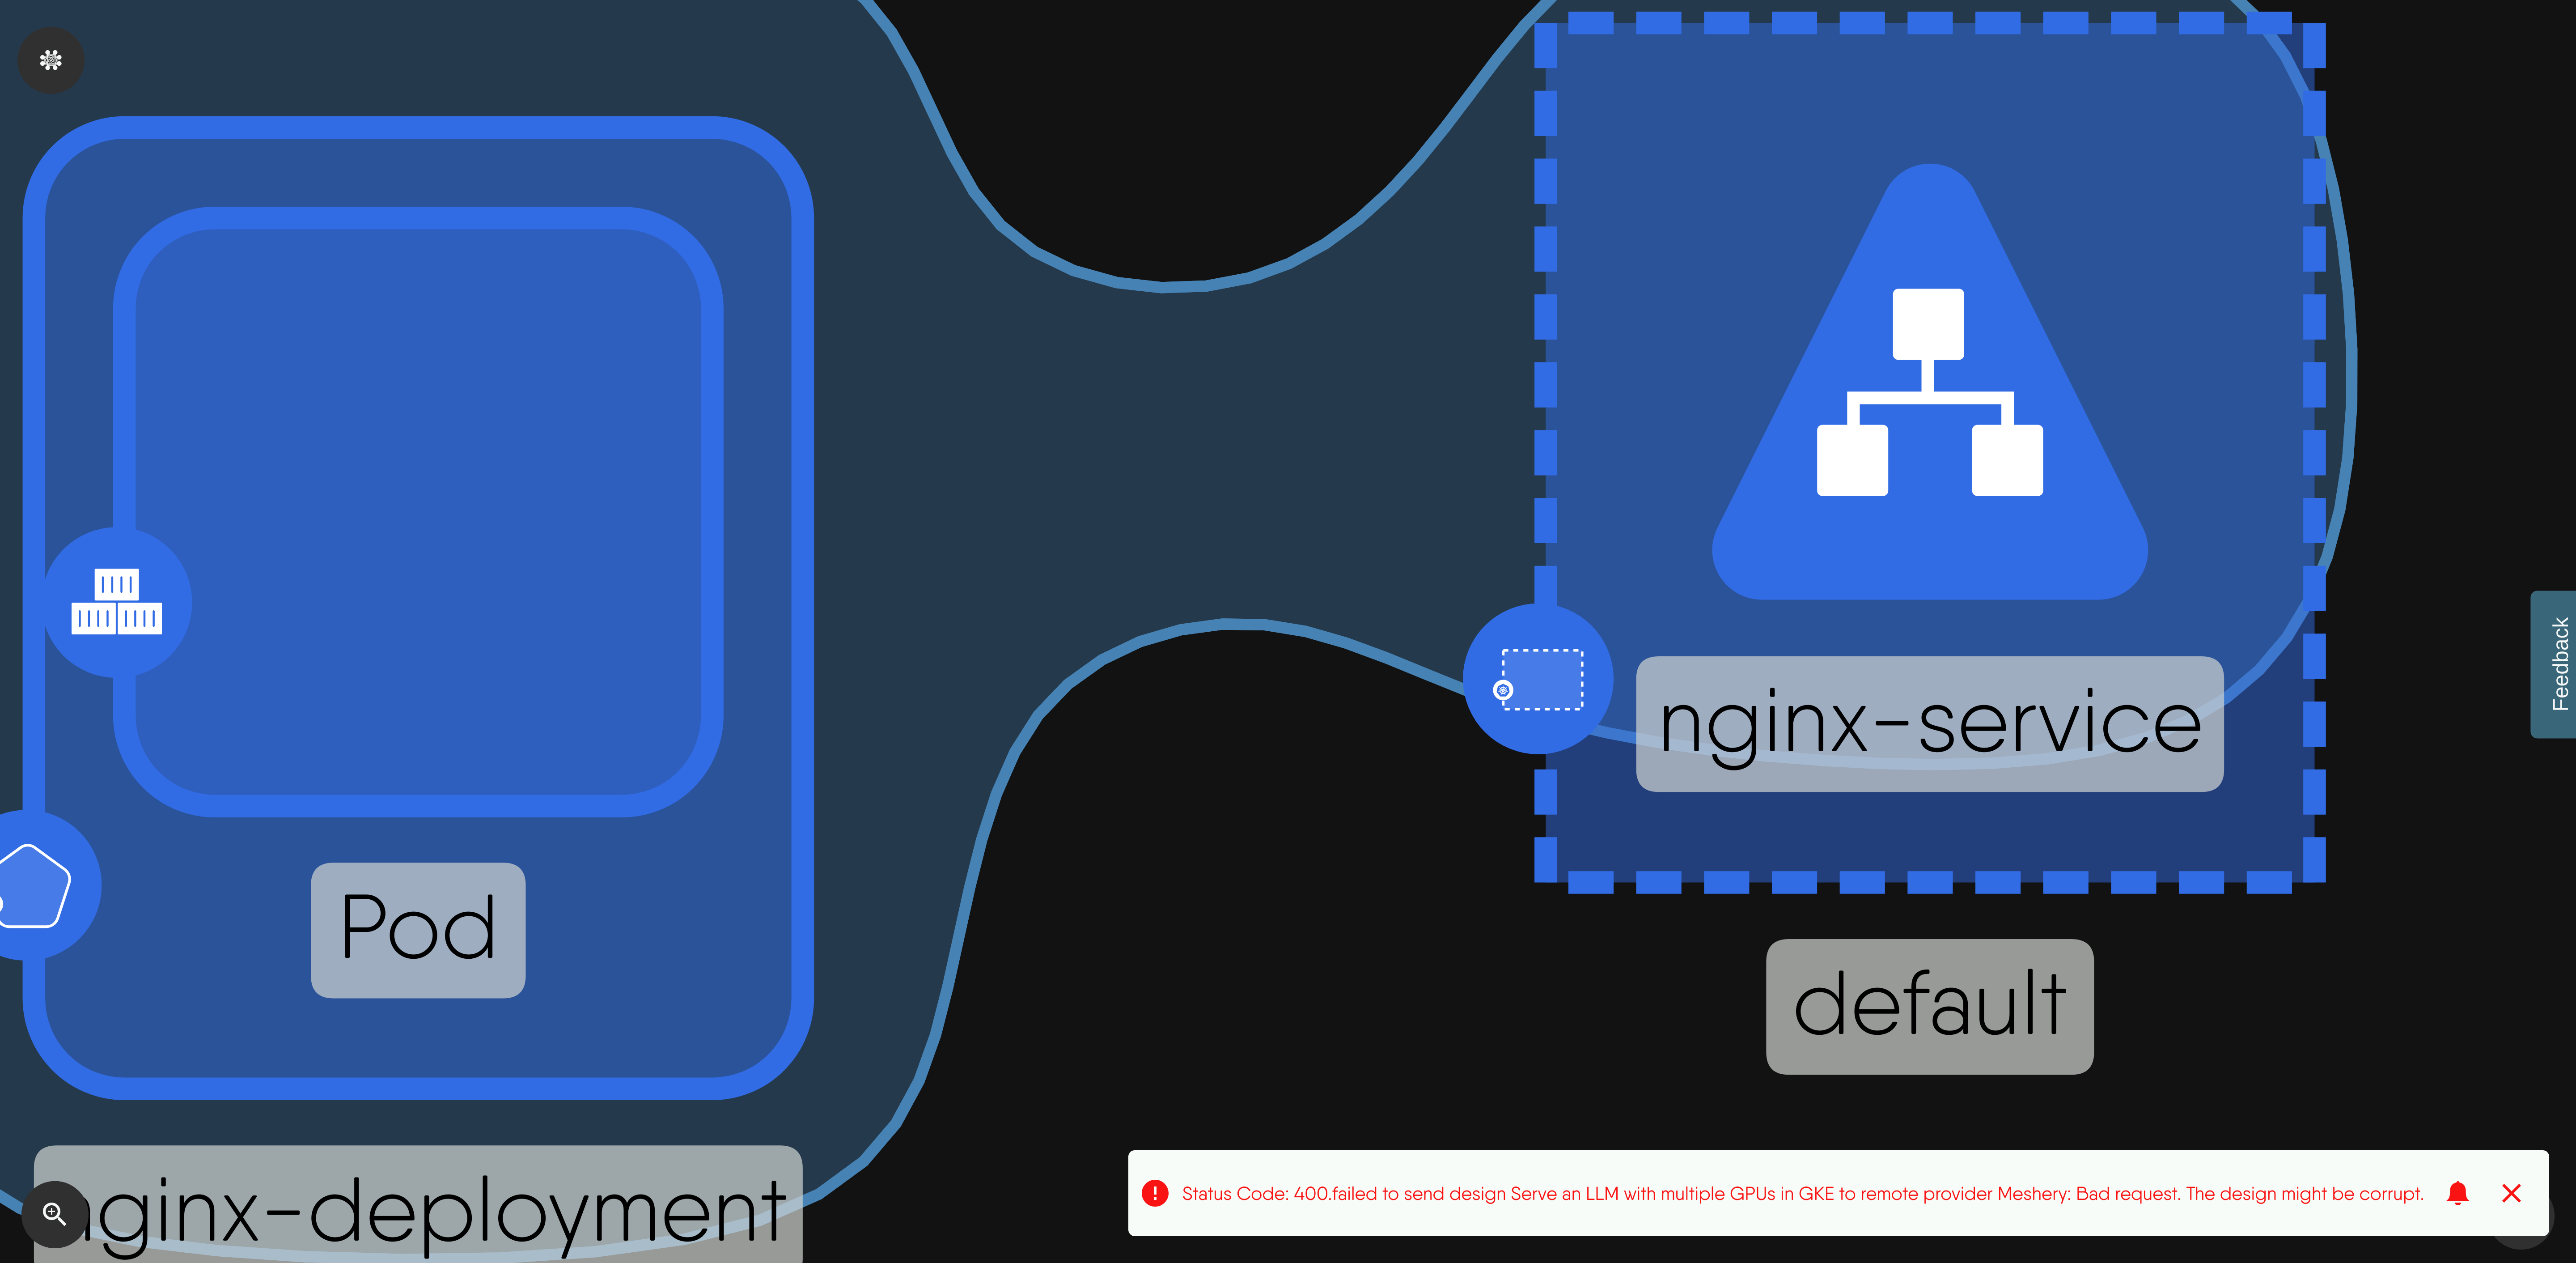 nginx-service
Feedback
Pod
default
nginx-deployment
Status Code: 400.failed to send design Serve an LLM with multiple GPUs in GKE to remote provider Meshery: Bad request. The design might be corrupt.